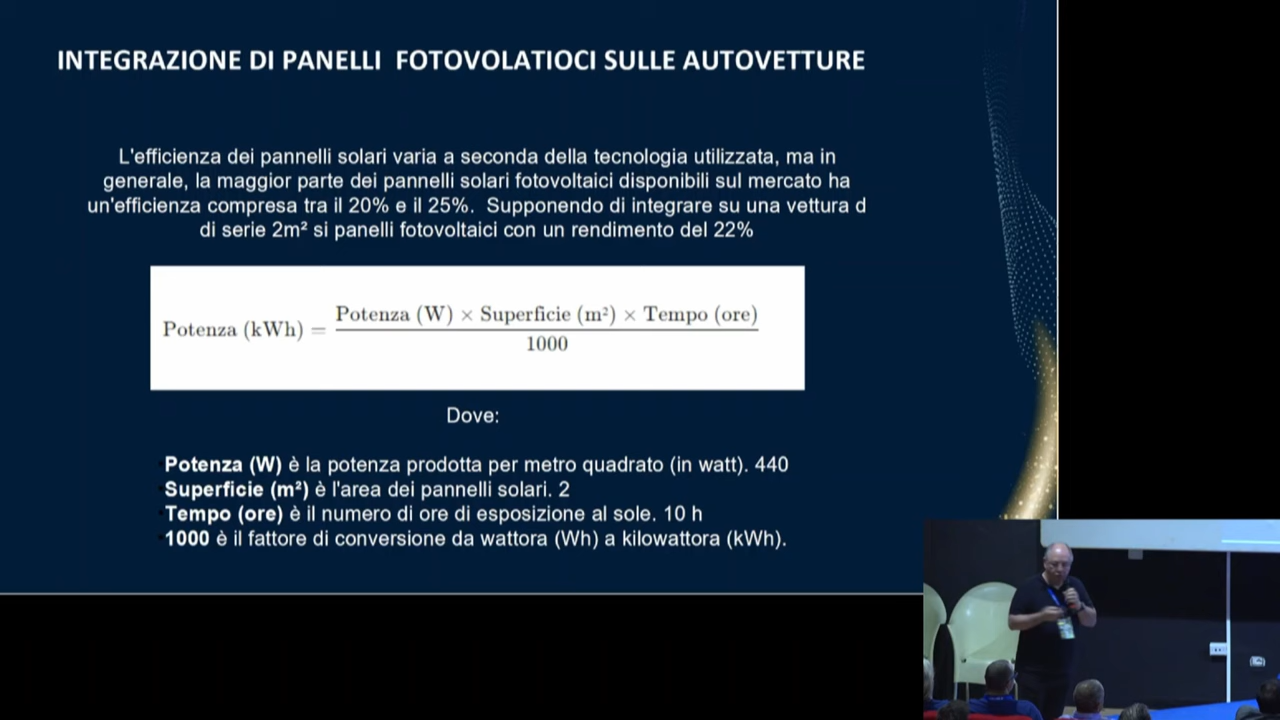 INTEGRAZIONE DI PANELLI FOTOVOLATIOCI SULLE AUTOVETTURE
L'efficienza dei pannelli solari varia a seconda della tecnologia utilizzata, ma in
generale, la maggior parte dei pannelli solari fotovoltaici disponibili sul mercato ha
un'efficienza compresa tra il 20% e il 25%. Supponendo di integrare su una vettura d
di serie 2m² si panelli fotovoltaici con un rendimento del 22%
Potenza (kWh) = Potenza (W) × Superficie (m²) × Tempo (ore)
1000
Dove:
Potenza (W) è la potenza prodotta per metro quadrato (in watt). 440
Superficie (m²) è l'area dei pannelli solari. 2
Tempo (ore) è il numero di ore di esposizione al sole. 10 h
1000 è il fattore di conversione da wattora (Wh) a kilowattora (kWh).